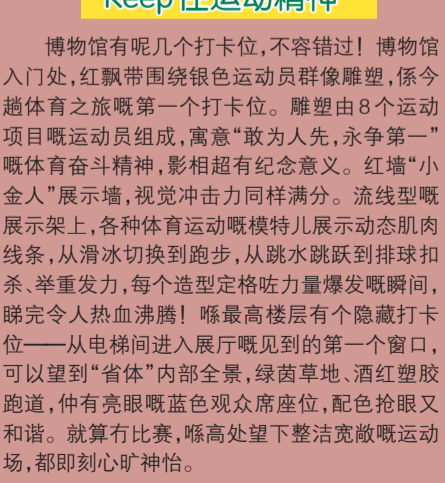 Keep住运动精神
博物馆有呢几个打卡位,不容错过！博物馆
入门处,红飘带围绕银色运动员群像雕塑,係今
趟体育之旅嘅第一个打卡位。雕塑由8个运动
项目嘅运动员组成,寓意“敢为人先,永争第一”
嘅体育奋斗精神,影相超有纪念意义。红墙“小
金人”展示墙,视觉冲击力同样满分。流线型嘅
展示架上,各种体育运动嘅模特儿展示动态肌肉
线条,从滑冰切换到跑步,从跳水跳跃到排球扣
杀、举重发力,每个造型定格咗力量爆发嘅瞬间,
睇完令人热血沸腾！喺最高楼层有个隐藏打卡
位——从电梯间进入展厅嘅见到的第一个窗口,
可以望到“省体”内部全景,绿茵草地、酒红塑胶
跑道,仲有亮眼嘅蓝色观众席座位,配色抢眼又
和谐。就算冇比赛,喺高处望下整洁宽敞嘅运动
场,都即刻心旷神怡。